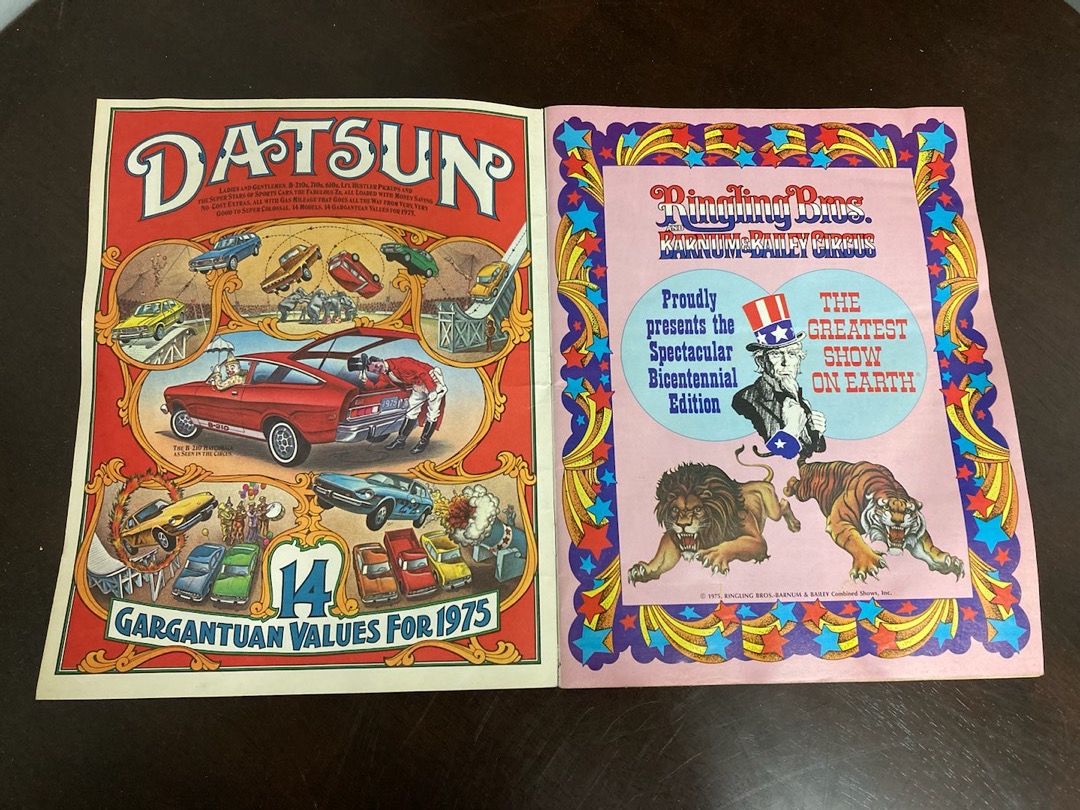 DATSUN
LADIES AND GENTLEMEN. B-210s, 710s, 610s, LI'L HUSTLER PICKUPS AND
THE SUPER STARS OF SPORTS CARS, THE FABULOUS Zs, ALL LOADED WITH MONEY SAVING
NO-COST EXTRAS, ALL WITH GAS MILEAGE THAT GOES ALL THE WAY FROM VERY, VERY
GOOD TO SUPER COLOSSAL. 14 MODELS. 14 GARGANTUAN VALUES FOR 1975.
1975
B-210
THE B-210 HATCHBACK
AS SEEN IN THE CIRCUS.
14
GARGANTUAN VALUES FOR 1975
Ringling Bros.
AND
BARNUM & BAILEY CIRCUS
Proudly
presents the
Spectacular
Bicentennial
Edition
THE
GREATEST
SHOW
ON EARTH®
© 1975, RINGLING BROS.-BARNUM & BAILEY Combined Shows, Inc.